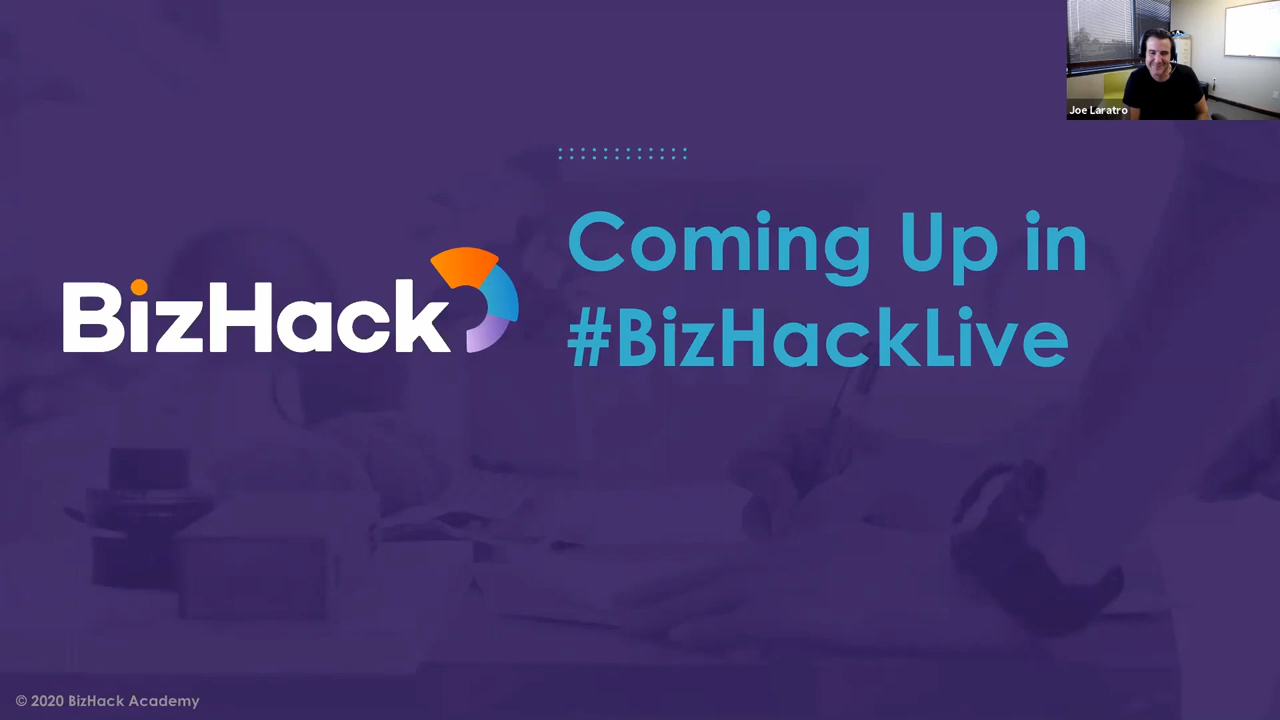 Joe Laratro
BizHack
Coming Up in
#BizHackLive
© 2020 BizHack Academy